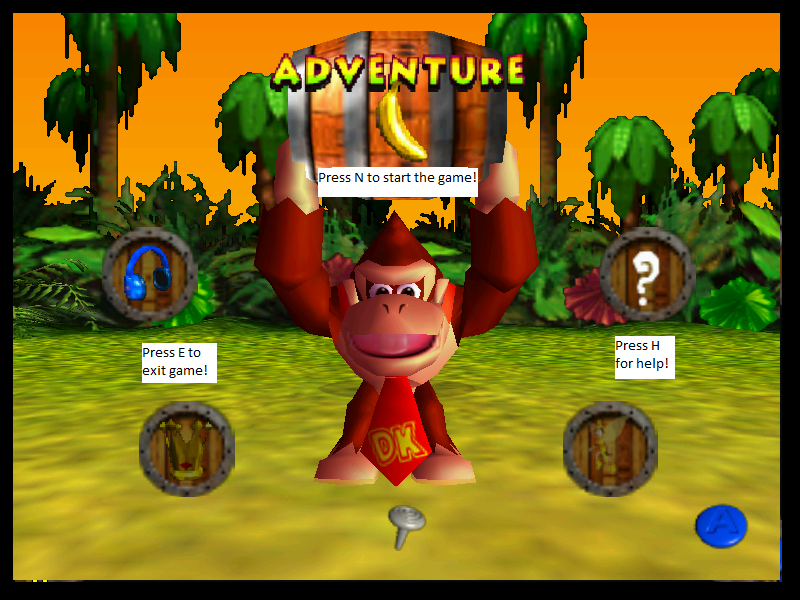 ADVENTURE
Press N to start the game!
?
Press E to
exit game!
Press H
for help!
DK
A